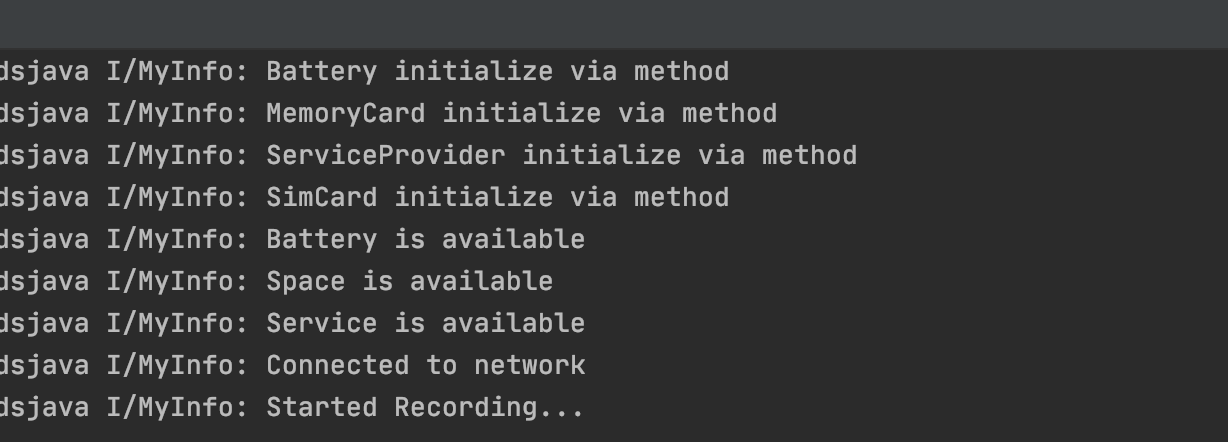 dsjava I/MyInfo: Battery initialize via method
dsjava I/MyInfo: MemoryCard initialize via method
dsjava I/MyInfo: ServiceProvider initialize via method
dsjava I/MyInfo: SimCard initialize via method
dsjava I/MyInfo: Battery is available
dsjava I/MyInfo: Space is available
dsjava I/MyInfo: Service is available
dsjava I/MyInfo: Connected to network
dsjava I/MyInfo: Started Recording...